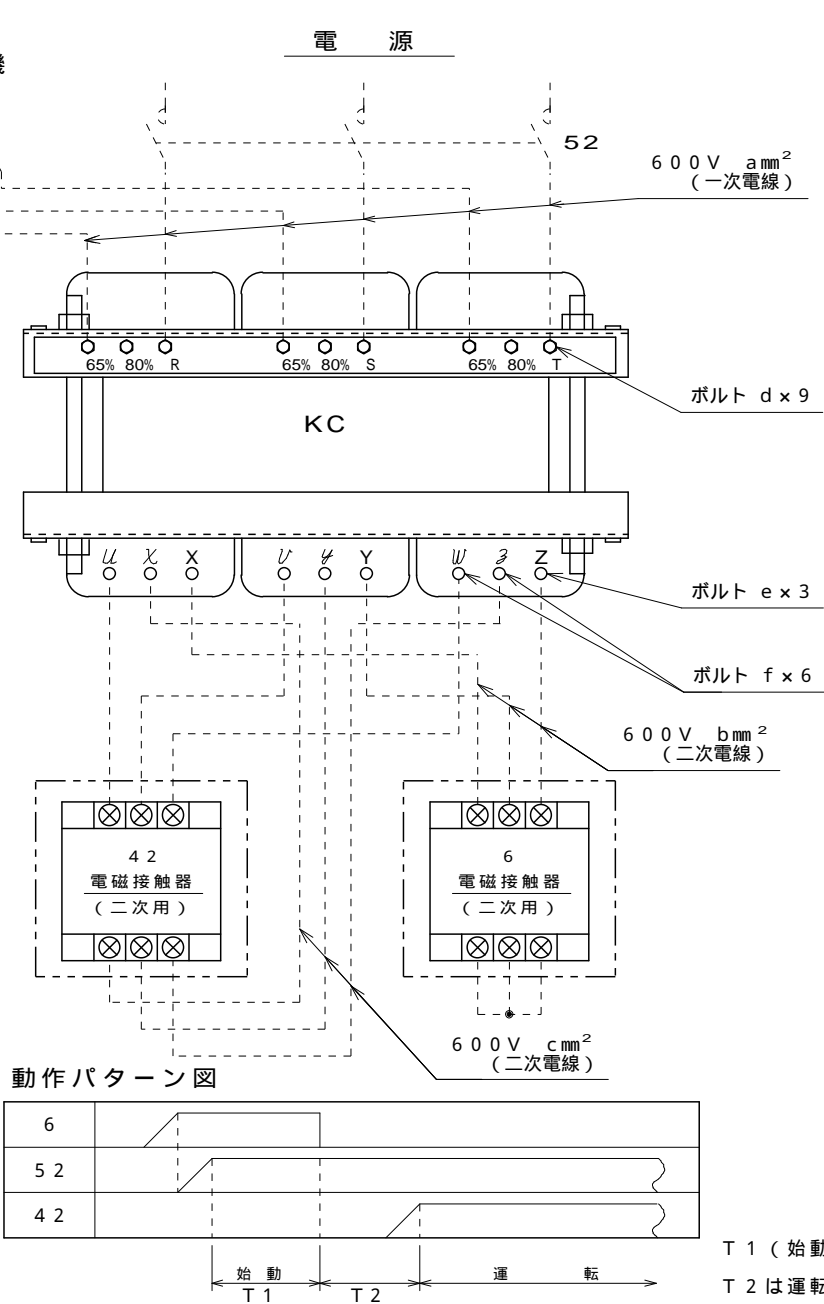 電 源
機
52
600V amm²
(一次電線)
65% 80% R 65% 80% S 65% 80% T
ボルト d×9
KC
u x X v y Y w z Z
ボルト e×3
ボルト f×6
600V bmm²
(二次電線)
42
電磁接触器
(二次用)
6
電磁接触器
(二次用)
600V cmm²
(二次電線)
動作パターン図
6
52
42
始 動 運 転
T1 T2
T1(始動
T2は運転